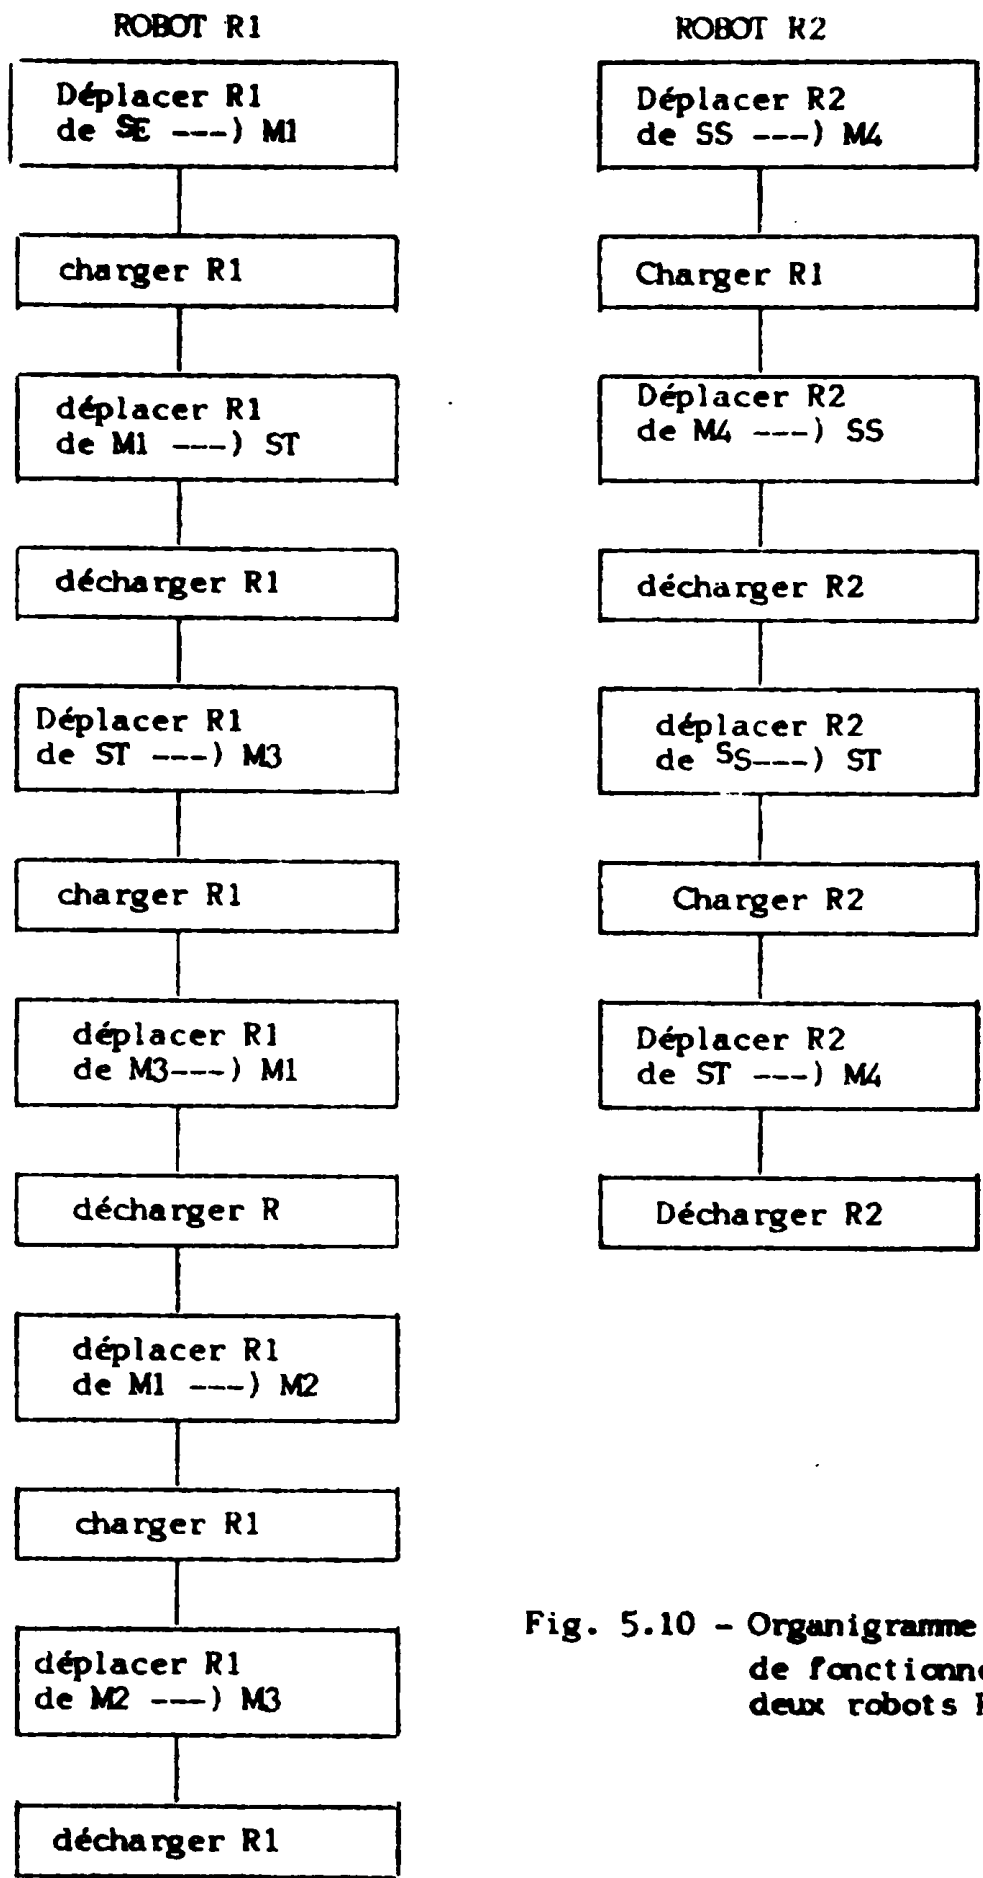 ROBOT R1
Déplacer R1
de SE ---) M1
charger R1
déplacer R1
de M1 ---) ST
décharger R1
Déplacer R1
de ST ---) M3
charger R1
déplacer R1
de M3---) M1
décharger R
déplacer R1
de M1 ---) M2
charger R1
déplacer R1
de M2 ---) M3
décharger R1
ROBOT R2
Déplacer R2
de SS ---) M4
Charger R1
Déplacer R2
de M4 ---) SS
décharger R2
déplacer R2
de SS---) ST
Charger R2
Déplacer R2
de ST ---) M4
Décharger R2
Fig. 5.10 - Organigramme
de fonctionne
deux robots